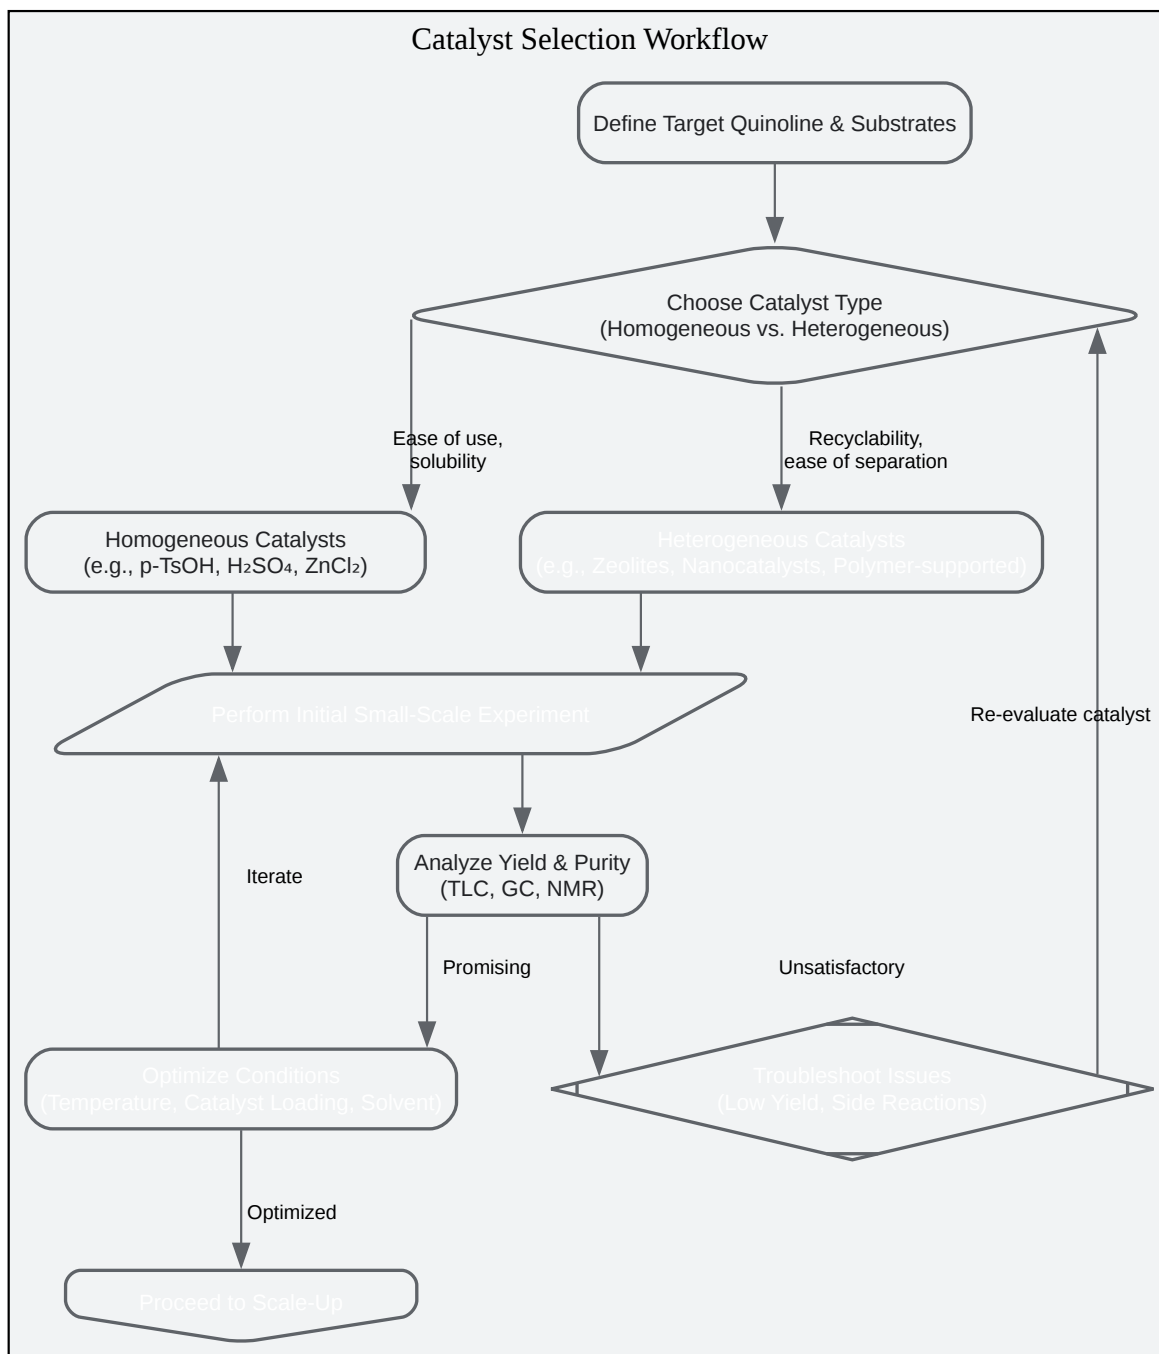 Catalyst Selection Workflow
Define Target Quinoline & Substrates
Choose Catalyst Type
(Homogeneous vs. Heterogeneous)
Ease of use,
solubility
Recyclability,
ease of separation
Homogeneous Catalysts
(e.g., p-TsOH, H₂SO₄, ZnCl₂)
Heterogeneous Catalysts
(e.g., Zeolites, Nanocatalysts, Polymer-supported)
Perform Initial Small-Scale Experiment
Re-evaluate catalyst
Analyze Yield & Purity
(TLC, GC, NMR)
Iterate
Promising
Unsatisfactory
Optimize Conditions
(Temperature, Catalyst Loading, Solvent)
Troubleshoot Issues
(Low Yield, Side Reactions)
Optimized
Proceed to Scale-Up